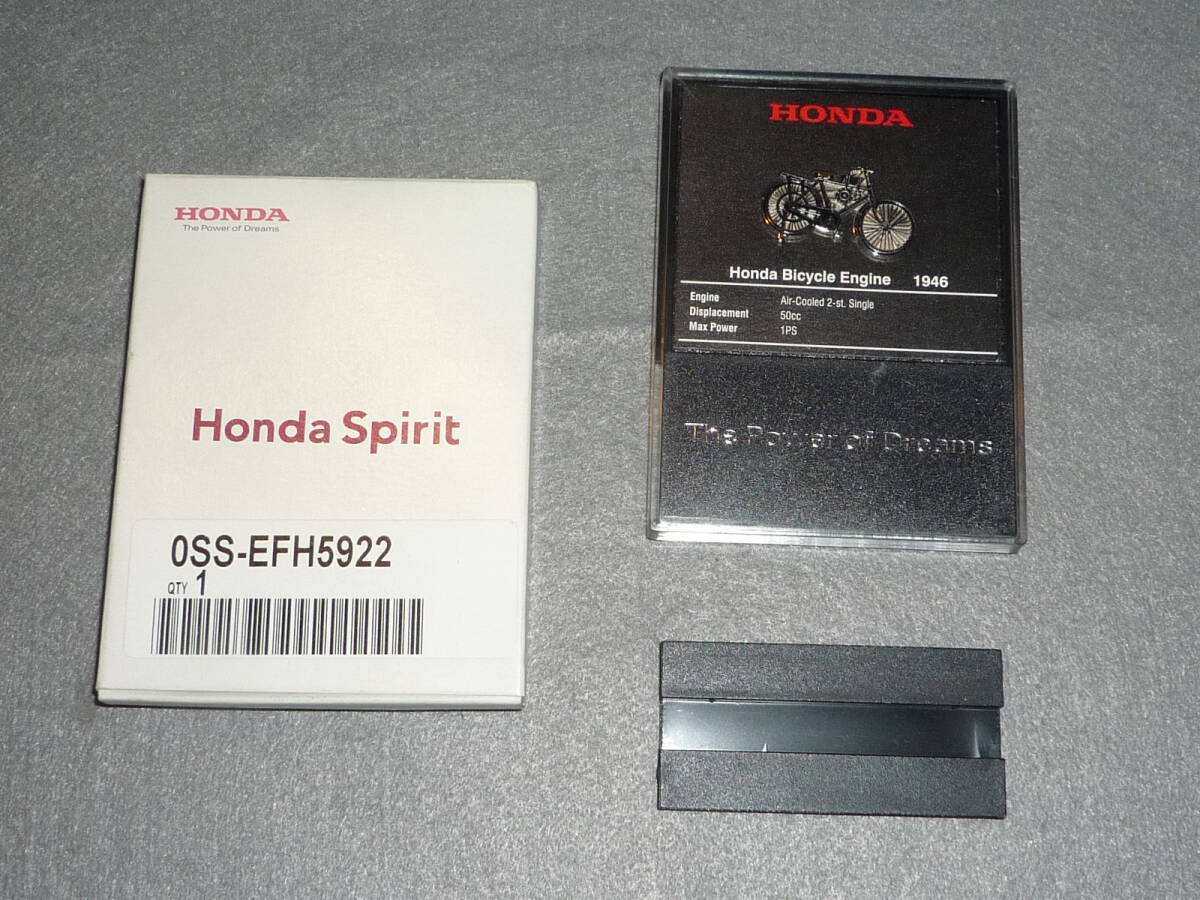 HONDA
The Power of Dreams
Honda Spirit
0SS-EFH5922
QTY 1
HONDA
Honda Bicycle Engine 1946
Engine Air-Cooled 2-st. Single
Displacement 50cc
Max Power 1PS
The Power of Dreams